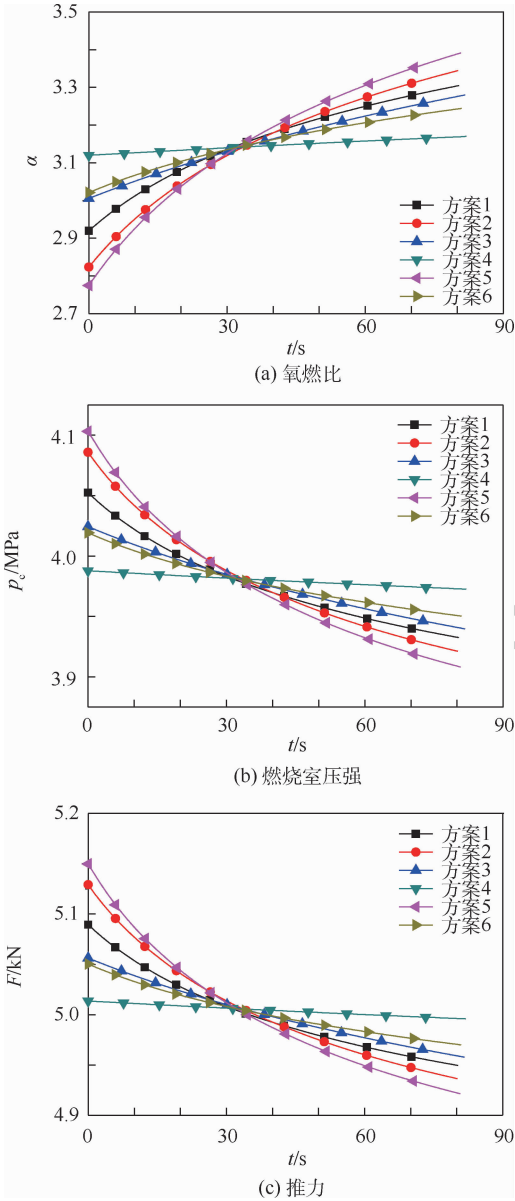 3.5
3.3
3.1
2.9
2.7
α
方案1
方案2
方案3
方案4
方案5
方案6
0 30 60 90
t/s
(a) 氧燃比
4.1
4.0
3.9
pc/MPa
方案1
方案2
方案3
方案4
方案5
方案6
0 30 60 90
t/s
(b) 燃烧室压强
5.2
5.1
5.0
4.9
F/kN
方案1
方案2
方案3
方案4
方案5
方案6
0 30 60 90
t/s
(c) 推力